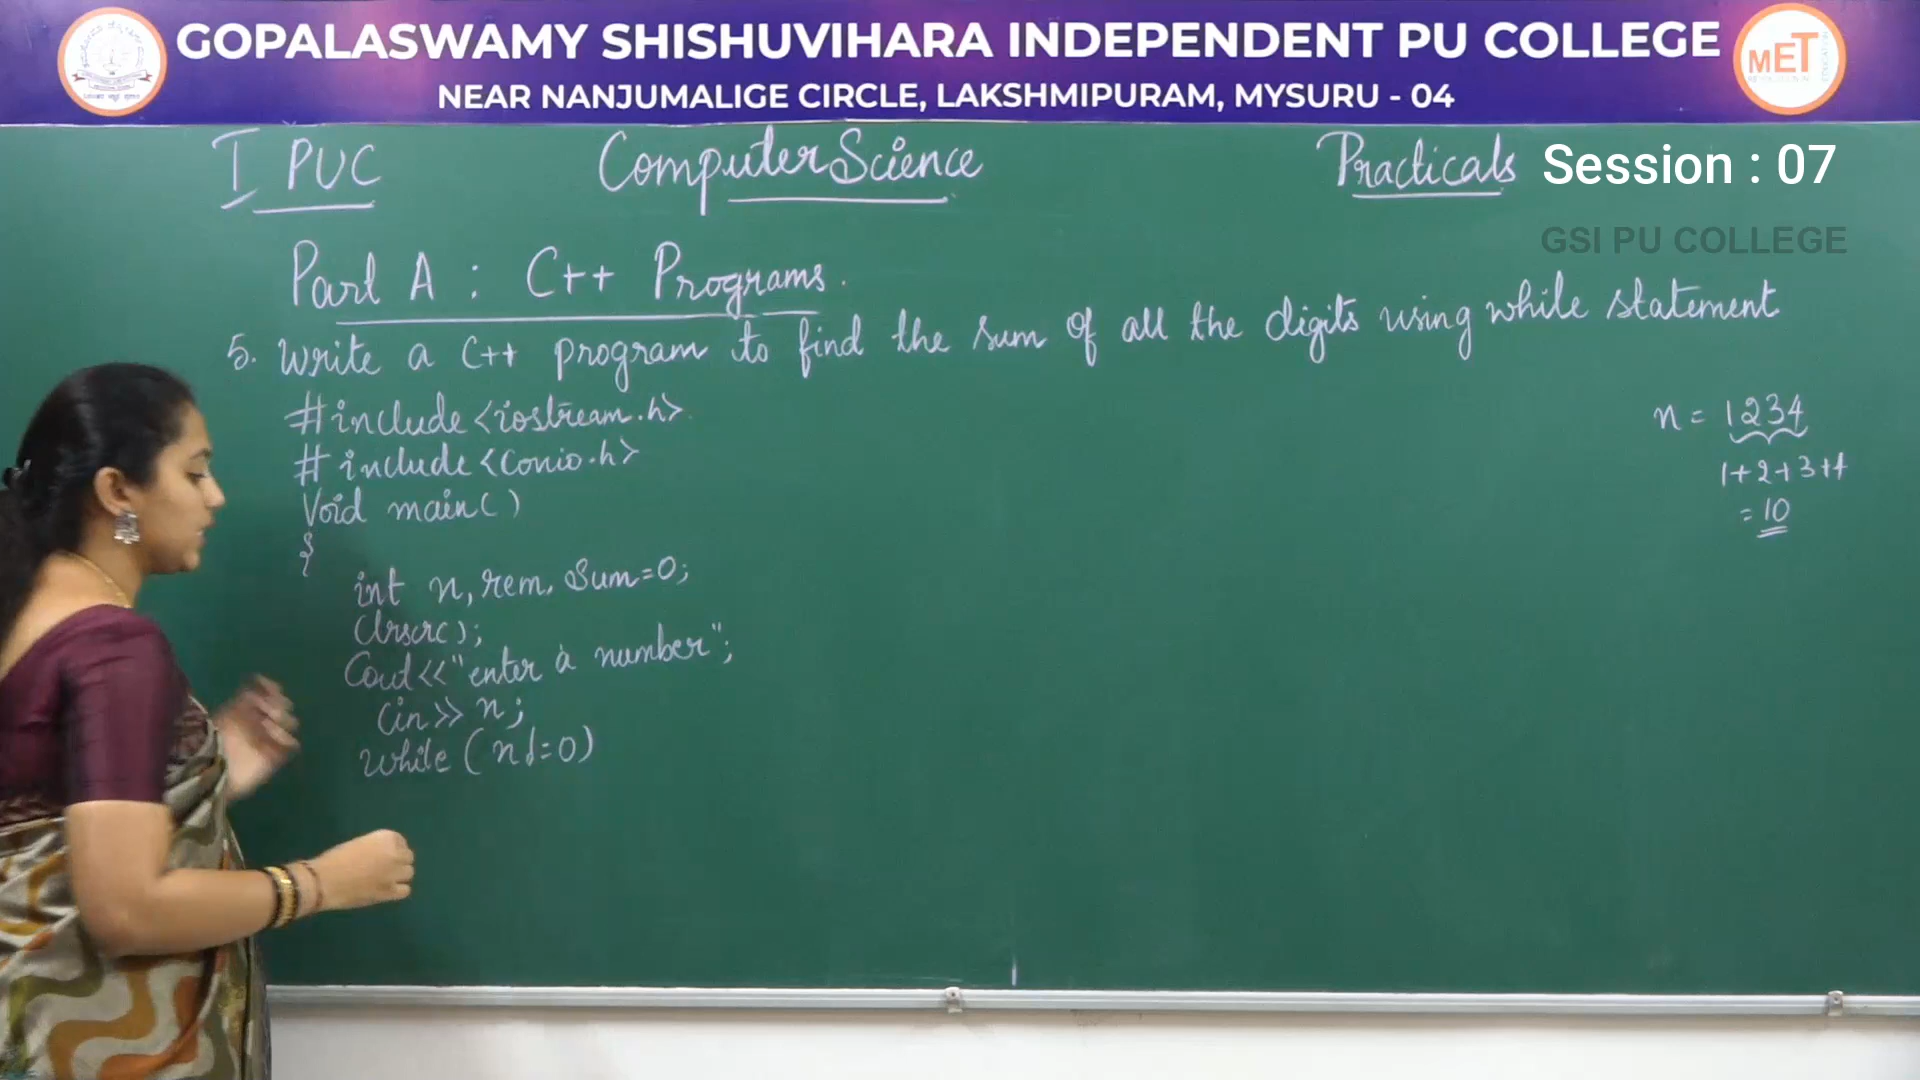 GOPALASWAMY SHISHUVIHARA INDEPENDENT PU COLLEGE
NEAR NANJUMALIGE CIRCLE, LAKSHMIPURAM, MYSURU - 04
MET
I PUC Computer Science Practicals Session : 07
GSI PU COLLEGE
Part A : C++ Programs.
5. Write a C++ program to find the sum of all the digits using while statement
#include<iostream.h>
#include<conio.h>
Void main()
{
int n, rem, Sum=0;
Clrscr();
Cout<<"enter a number";
Cin>>n;
while (n!=0)
n = 1234
1+2+3+4
= 10